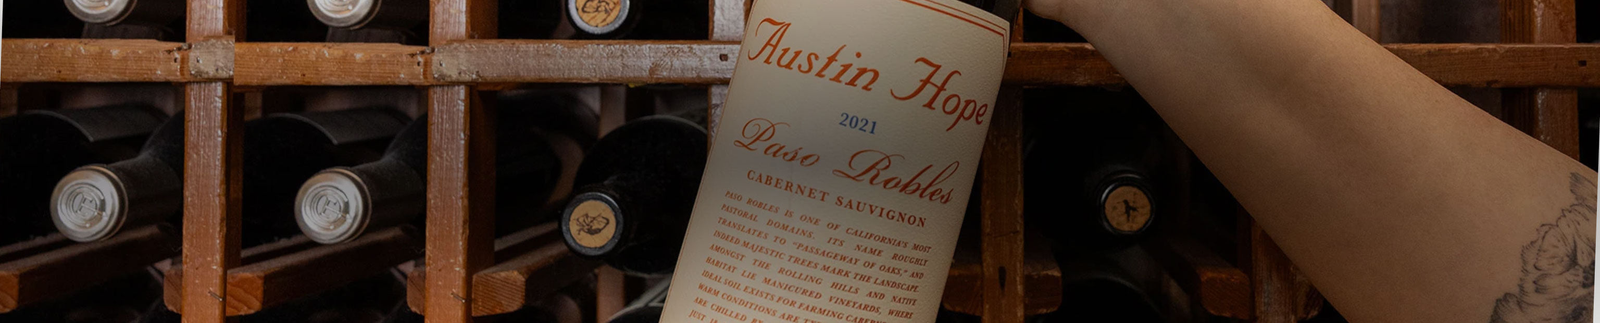 Austin Hope
2021
Paso Robles
CABERNET SAUVIGNON
PASO ROBLES IS ONE OF CALIFORNIA'S MOST
PASTORAL DOMAINS. ITS NAME ROUGHLY
TRANSLATES TO "PASSAGEWAY OF OAKS," AND
INDEED MAJESTIC TREES MARK THE LANDSCAPE
AMONGST THE ROLLING HILLS AND NATIVE
HABITAT LIE MANICURED VINEYARDS, WHERE
IDEAL SOIL EXISTS FOR FARMING
WARM CONDITIONS ARE
ARE CHILLED
JUST